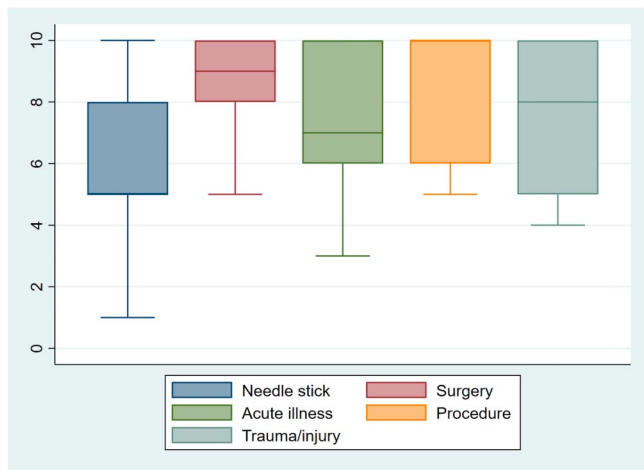 10
8
6
4
2
0
Needle stick
Surgery
Acute illness
Procedure
Trauma/injury